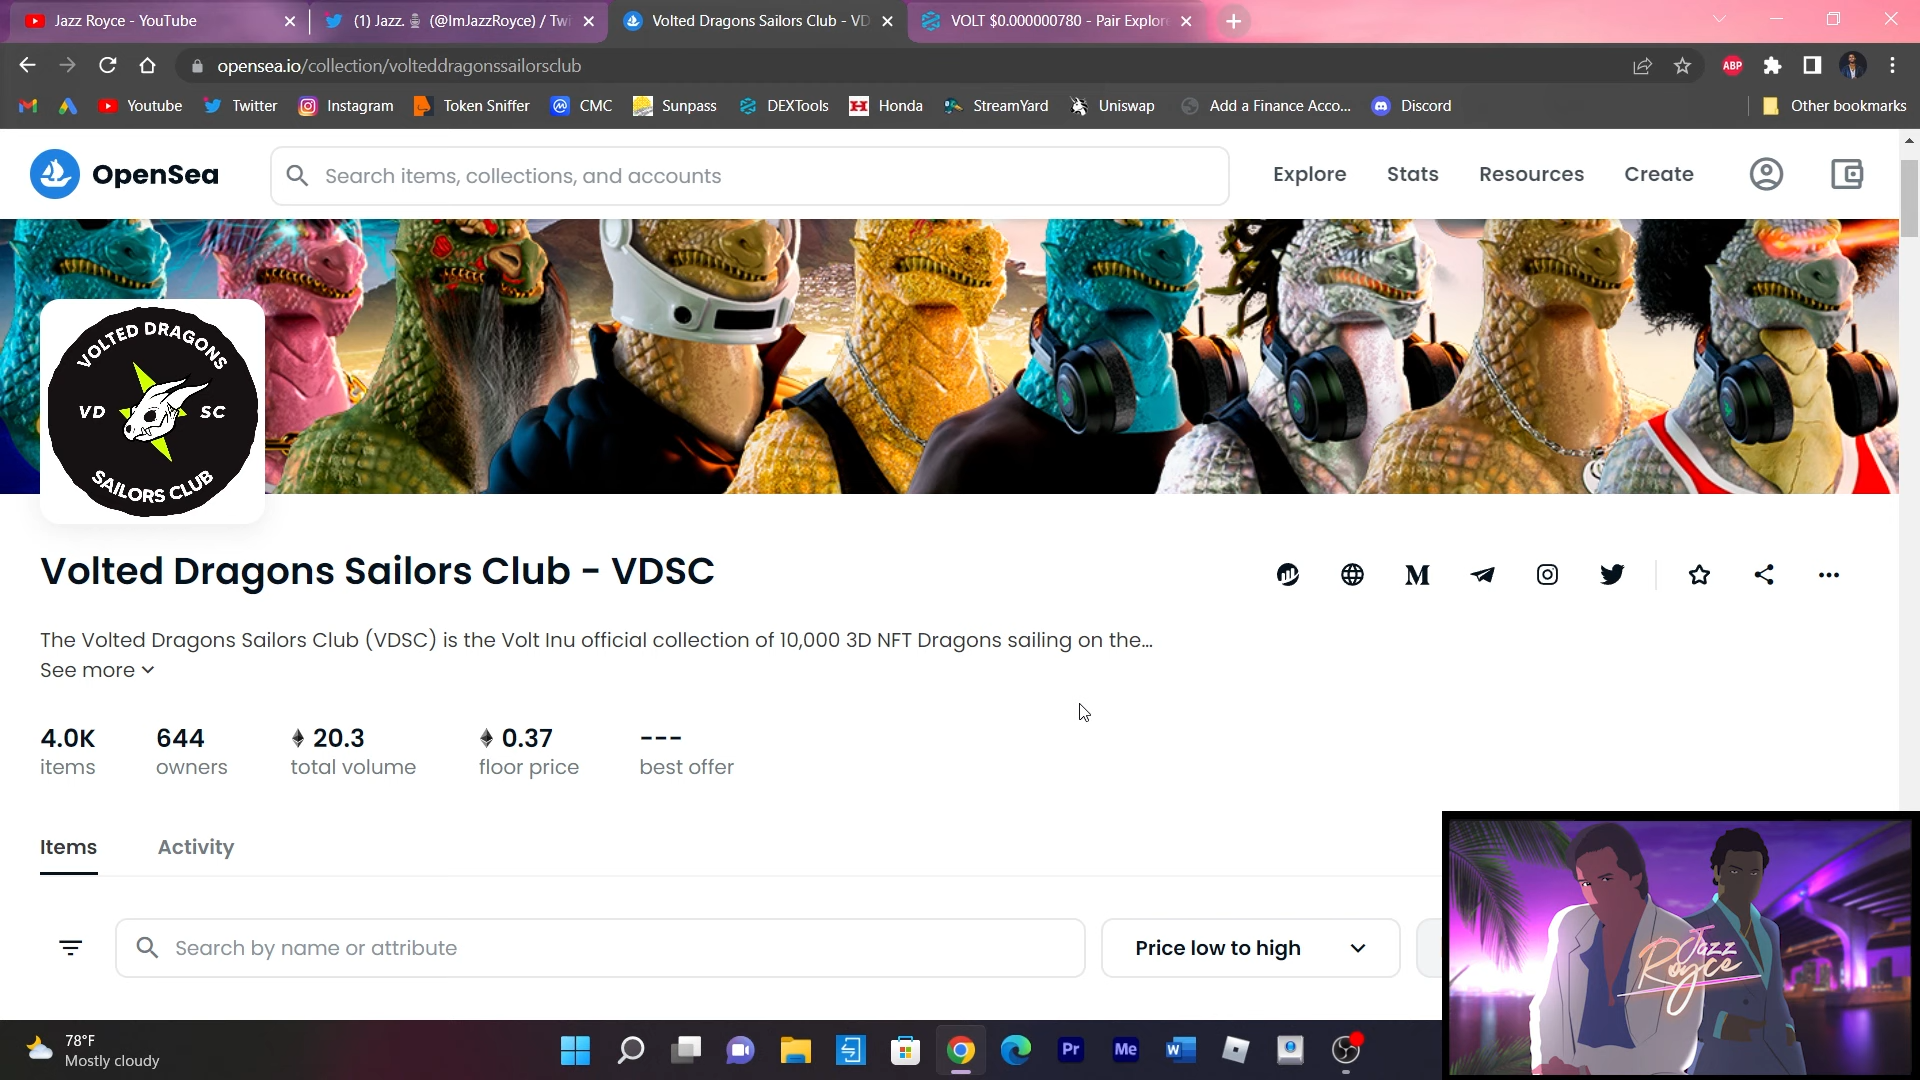 Jazz Royce - YouTube
(1) Jazz. (@ImJazzRoyce) / Twi
Volted Dragons Sailors Club - VD
VOLT $0.000000780 - Pair Explor
opensea.io/collection/volteddragonssailorsclub
ABP
Youtube
Twitter
Instagram
Token Sniffer
CMC
Sunpass
DEXTools
Honda
StreamYard
Uniswap
Add a Finance Acco...
Discord
Other bookmarks
OpenSea
Search items, collections, and accounts
Explore
Stats
Resources
Create
VOLTED DRAGONS
VD SC
SAILORS CLUB
Volted Dragons Sailors Club - VDSC
The Volted Dragons Sailors Club (VDSC) is the Volt Inu official collection of 10,000 3D NFT Dragons sailing on the...
See more
4.0K 644 20.3 0.37 ---
items owners total volume floor price best offer
Items Activity
Search by name or attribute
Price low to high
Jazz
Royce
78°F
Mostly cloudy
Pr
Me
W